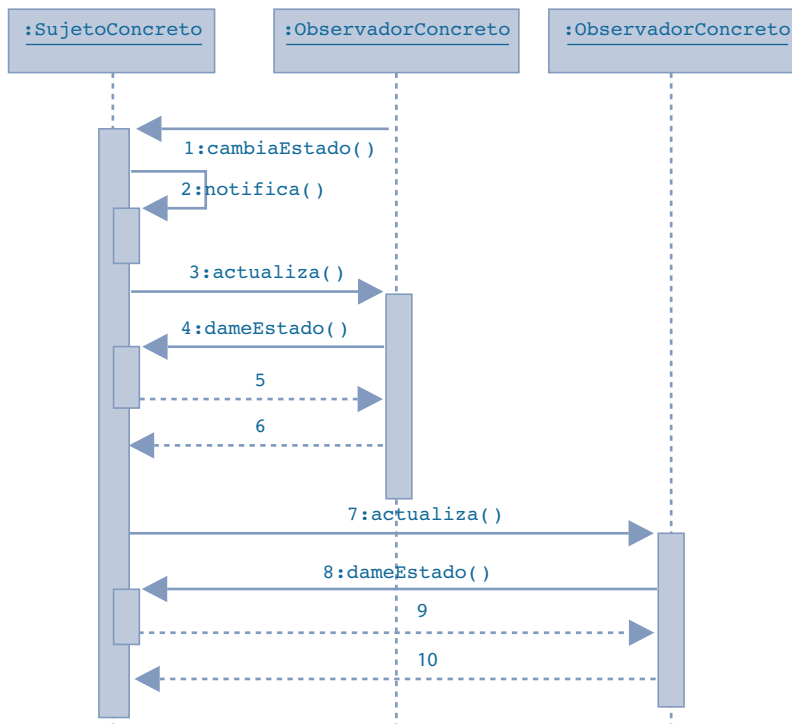 :SujetoConcreto
:ObservadorConcreto
:ObservadorConcreto
1:cambiaEstado()
2:notifica()
3:actualiza()
4:dameEstado()
5
6
7:actualiza()
8:dameEstado()
9
10